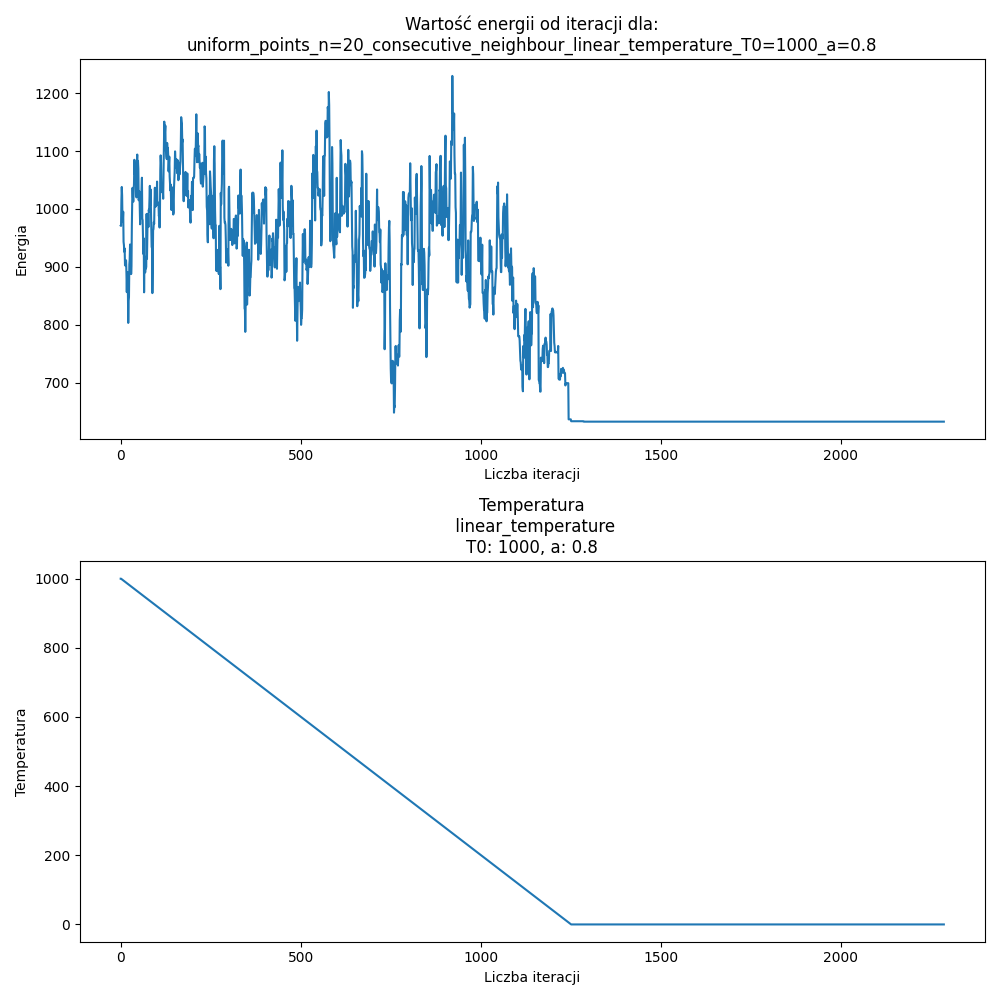 Wartość energii od iteracji dla:
uniform_points_n=20_consecutive_neighbour_linear_temperature_T0=1000_a=0.8
1200
1100
1000
900
800
700
Energia
0 500 1000 1500 2000
Liczba iteracji
Temperatura
linear_temperature
T0: 1000, a: 0.8
1000
800
600
400
200
0
Temperatura
0 500 1000 1500 2000
Liczba iteracji